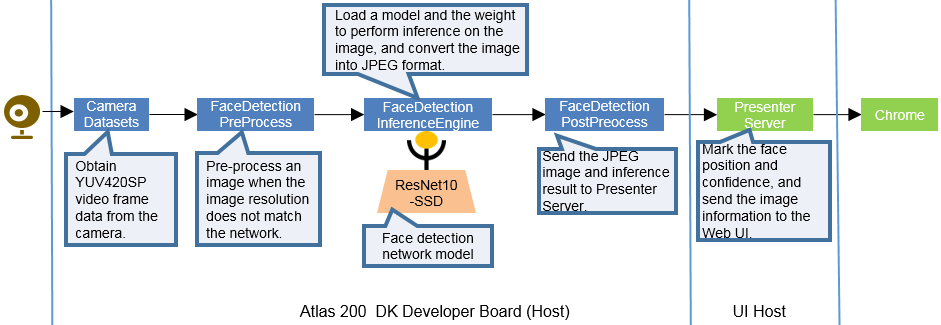 Load a model and the weight
to perform inference on the
image, and convert the image
into JPEG format.
Camera
Datasets
FaceDetection
PreProcess
FaceDetection
InferenceEngine
FaceDetection
PostPreocess
Presenter
Server
Chrome
Obtain
YUV420SP
video frame
data from the
camera.
Pre-process an
image when the
image resolution
does not match
the network.
ResNet10
-SSD
Face detection
network model
Send the JPEG
image and inference
result to Presenter
Server.
Mark the face
position and
confidence, and
send the image
information to the
Web UI.
Atlas 200 DK Developer Board (Host)
UI Host